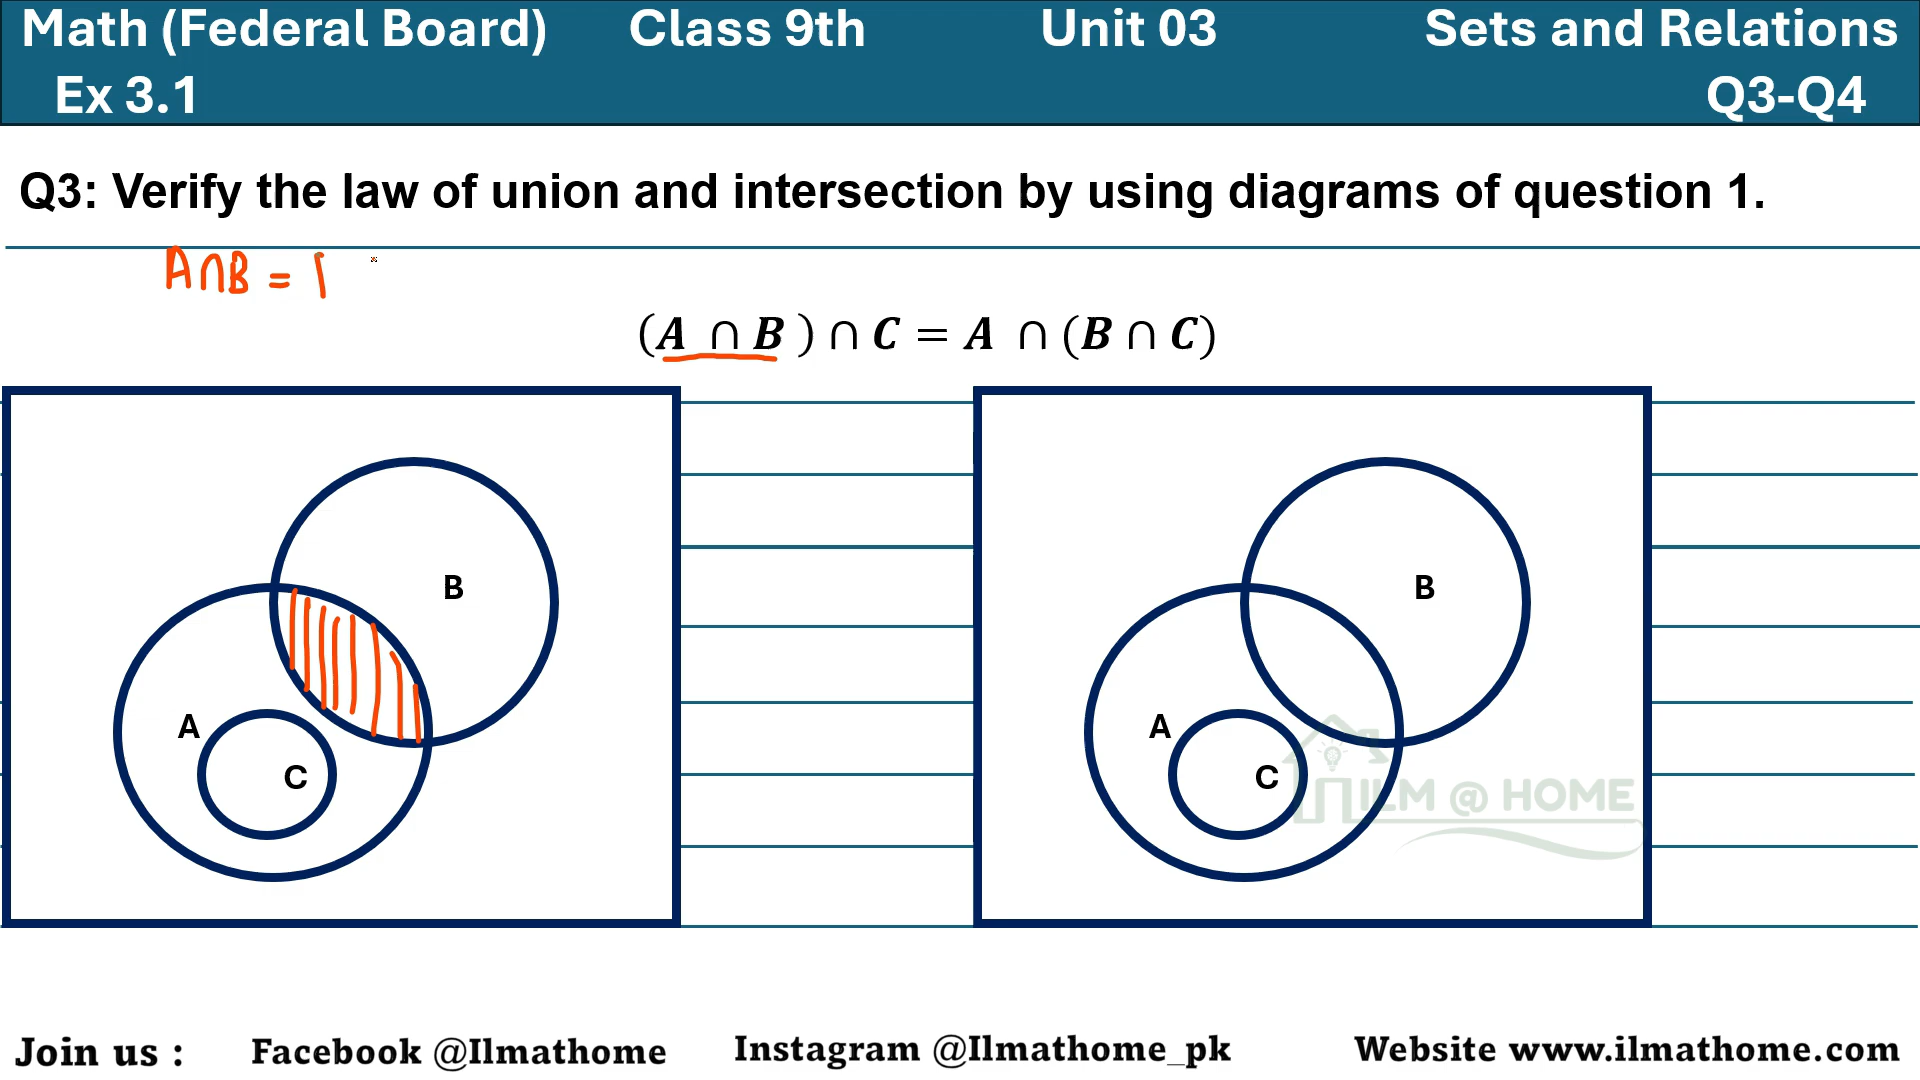 Math (Federal Board) Class 9th Unit 03 Sets and Relations
Ex 3.1 Q3-Q4
Q3: Verify the law of union and intersection by using diagrams of question 1.
A∩B =
(A ∩ B ) ∩ C = A ∩ (B ∩ C)
B
A
C
B
A
C
ILM @ HOME
Join us : Facebook @Ilmathome Instagram @Ilmathome_pk Website www.ilmathome.com